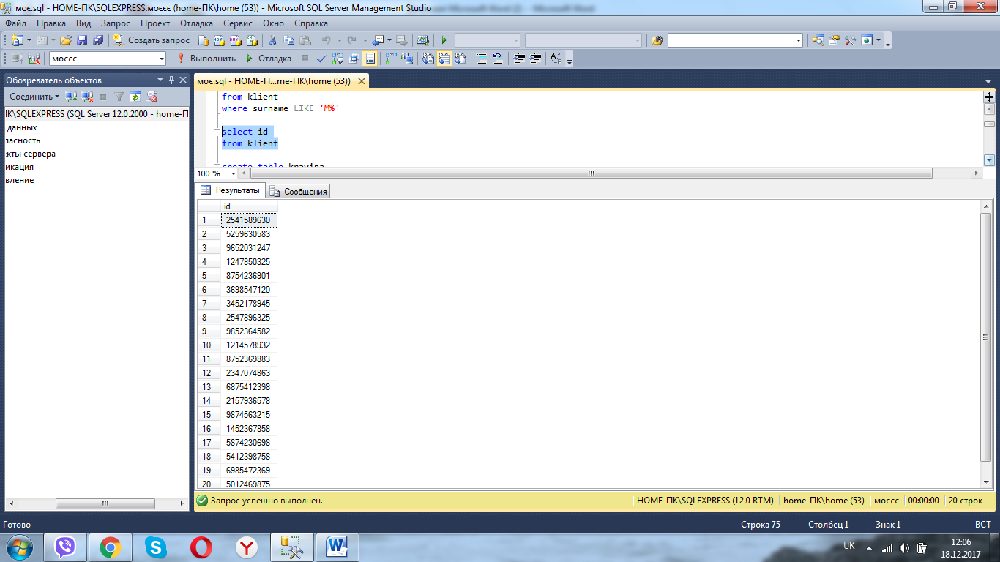 моє.sql - HOME-ПК\SQLEXPRESS.моєєє (home-ПК\home (53)) - Microsoft SQL Server Management Studio
Файл Правка Вид Запрос Проект Отладка Сервис Окно Справка
Создать запрос
моєєє Выполнить Отладка
Обозреватель объектов
моє.sql - HOME-П...me-ПК\home (53))
Соединить
ІК\SQLEXPRESS (SQL Server 12.0.2000 - home-П
данных
пасность
кты сервера
икация
вление
from klient
where surname LIKE 'М%'
select id
from klient
create table krayina
100 %
Результаты Сообщения
id
1 2541589630
2 5259630583
3 9652031247
4 1247850325
5 8754236901
6 3698547120
7 3452178945
8 2547896325
9 9852364582
10 1214578932
11 8752369883
12 2347074863
13 6875412398
14 2157936578
15 9874563215
16 1452367858
17 5874230698
18 5412398758
19 6985472369
20 5012469875
Запрос успешно выполнен. HOME-ПК\SQLEXPRESS (12.0 RTM) home-ПК\home (53) моєєє 00:00:00 20 строк
Готово Строка 75 Столбец 1 Знак 1 ВСТ
UK 12:06
18.12.2017